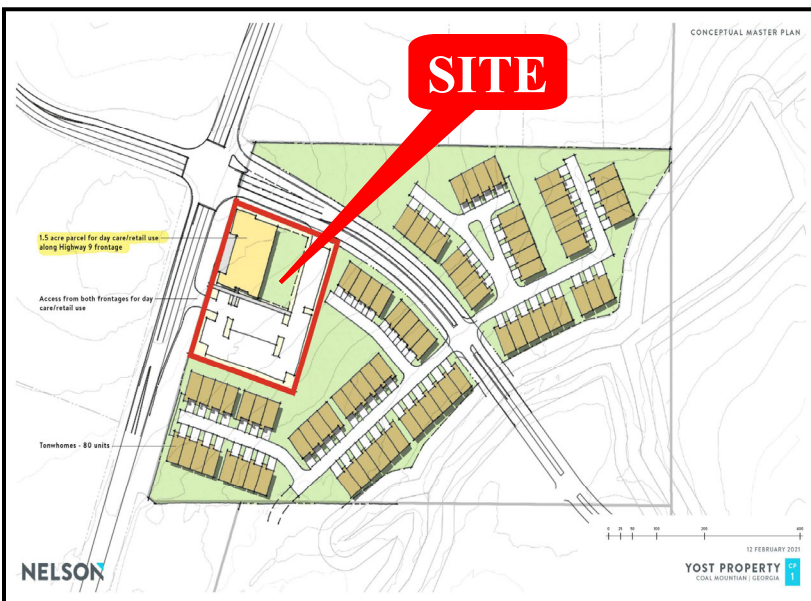 CONCEPTUAL MASTER PLAN
SITE
1.5 acre parcel for day care/retail use
along Highway 9 frontage
Access from both frontages for day
care/retail use
Tonwhomes - 80 units
0 25 50 100 200 400
12 FEBRUARY 2021
NELSON
YOST PROPERTY
COAL MOUNTIAN | GEORGIA
CP
1